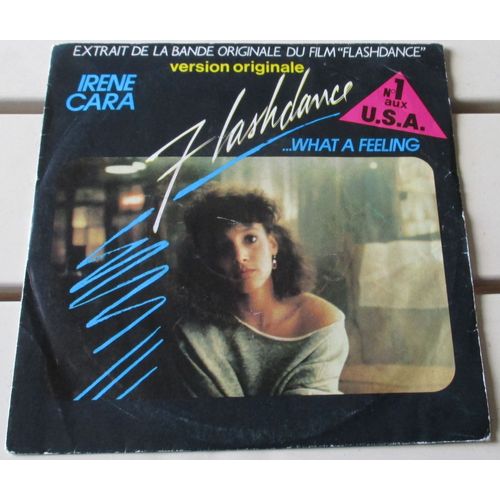 EXTRAIT DE LA BANDE ORIGINALE DU FILM "FLASHDANCE"
version originale
IRENE
CARA
Flashdance
N°1
aux
U.S.A.
...WHAT A FEELING